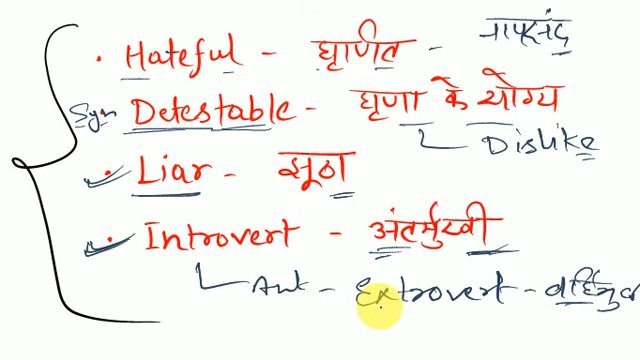 • Hateful - घृणित - नापसंद
Syn Detestable - घृणा के योग्य
Dislike
• Liar - झूठा
• Introvert - अंतर्मुखी
Ant - Extrovert -